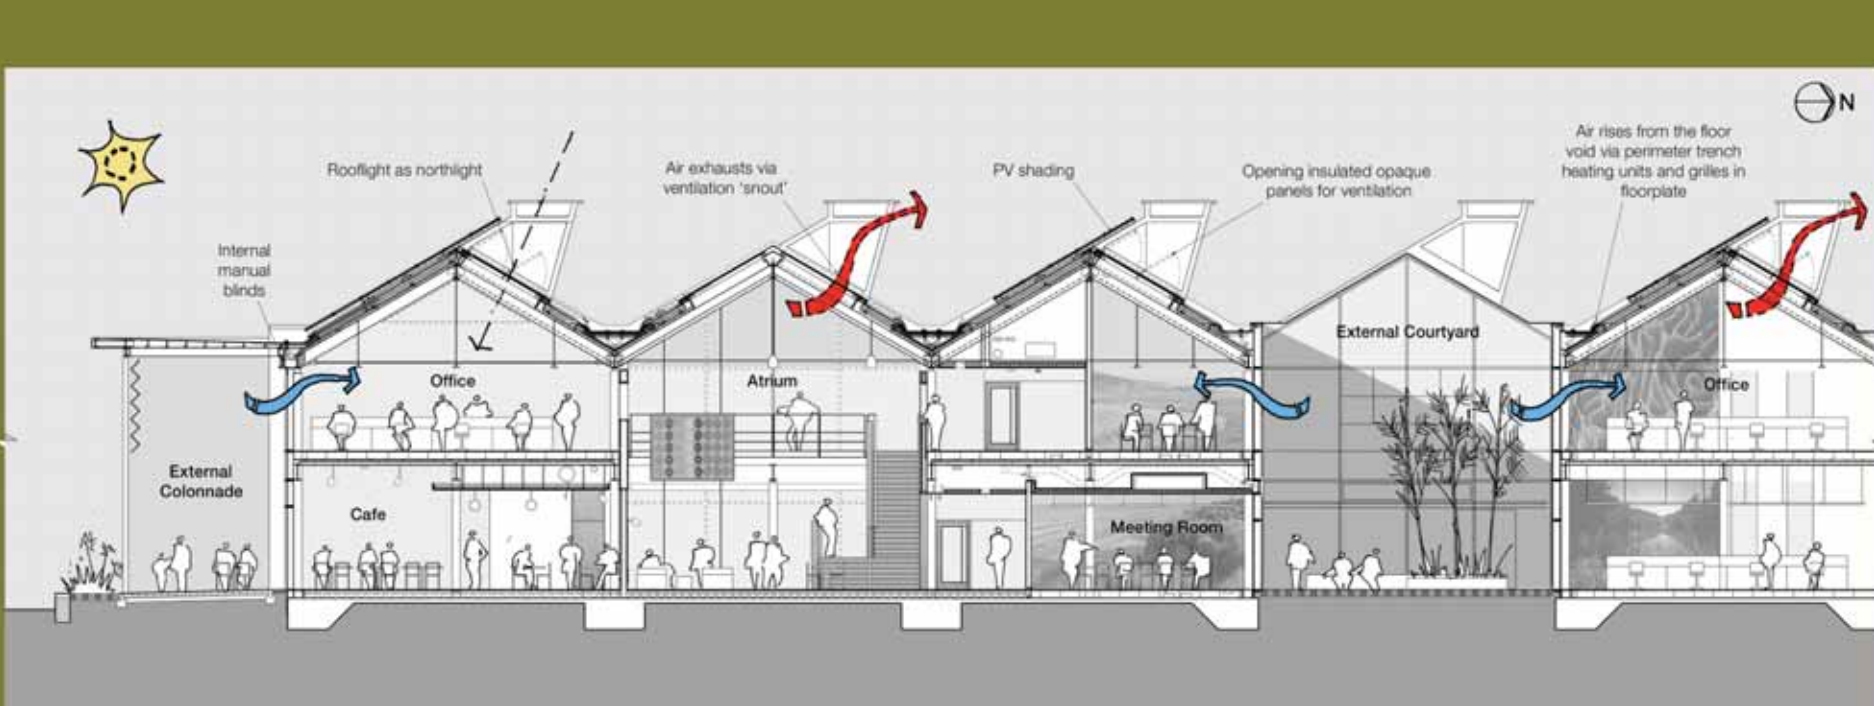 N
Air rises from the floor
void via perimeter trench
heating units and grilles in
floorplate
Rooflight as northlight
Air exhausts via
ventilation 'snout'
PV shading
Opening insulated opaque
panels for ventilation
Internal
manual
blinds
External Courtyard
Office
Atrium
Office
External
Colonnade
Cafe
Meeting Room